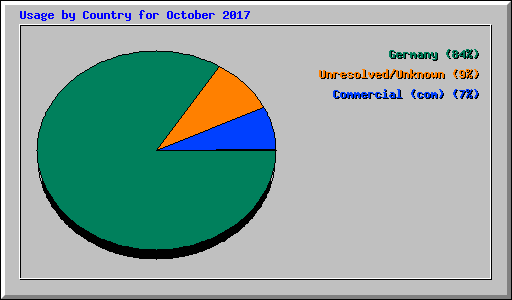 Usage by Country for October 2017
Germany (84%)
Unresolved/Unknown (9%)
Commercial (com) (7%)